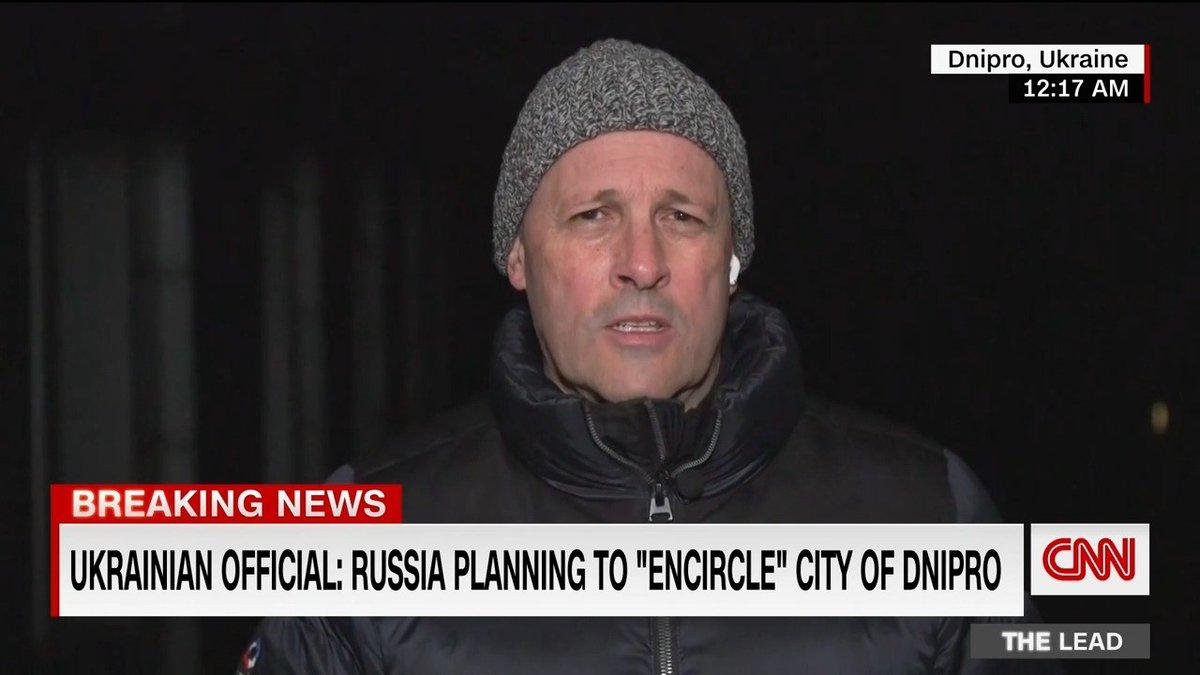 Dnipro, Ukraine
12:17 AM
BREAKING NEWS
UKRAINIAN OFFICIAL: RUSSIA PLANNING TO "ENCIRCLE" CITY OF DNIPRO
CNN
THE LEAD